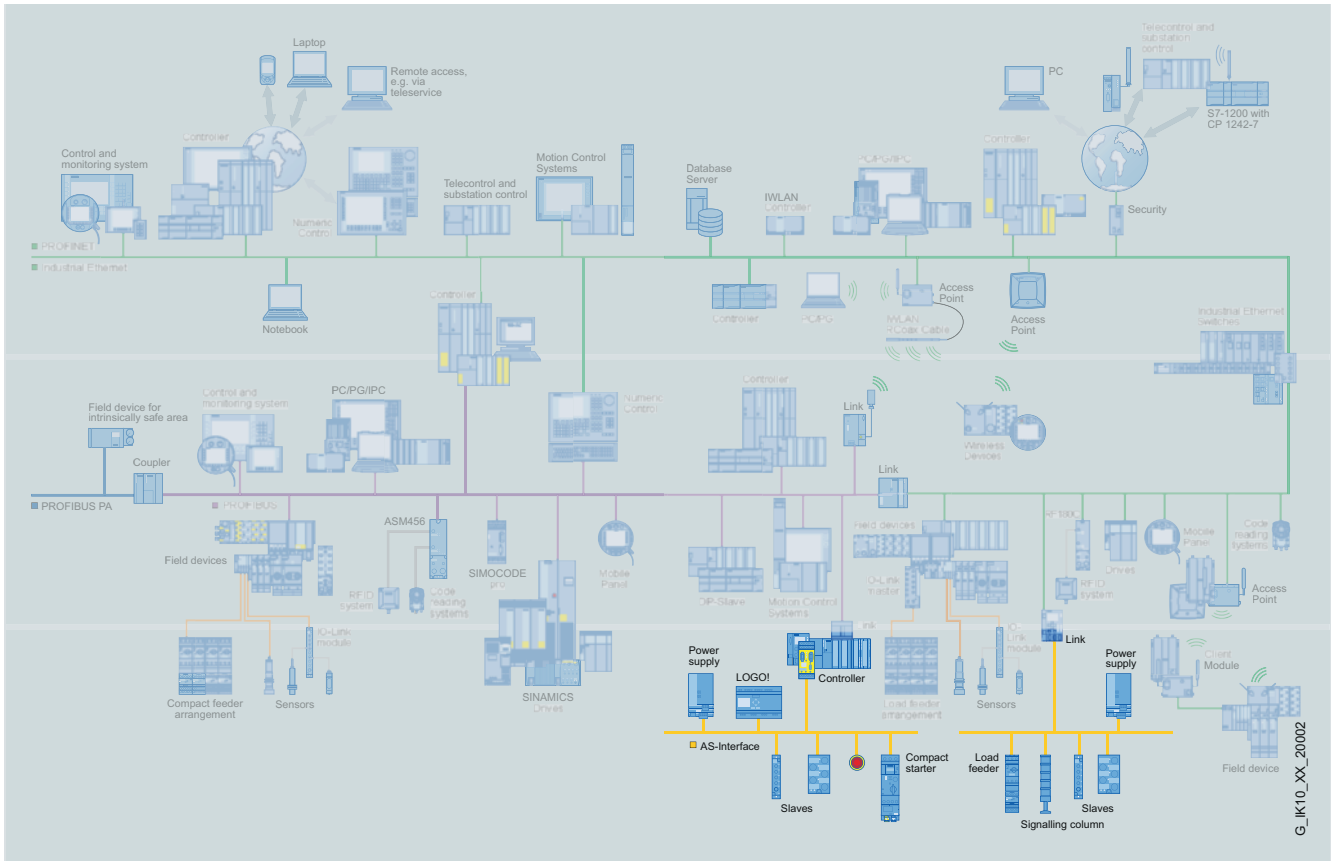 Laptop
Remote access,
e.g. via
teleservice
Telecontrol and
substation
control
PC
S7-1200 with
CP 1242-7
Controller
Control and
monitoring system
Numeric
Control
Telecontrol and
substation control
Motion Control
Systems
Database
Server
IWLAN
Controller
PC/PG/IPC
Controller
Security
PROFINET
Industrial Ethernet
Notebook
Controller
Controller
PC/PG
IWLAN
RCoax Cable
Access
Point
Access
Point
Industrial Ethernet
Switches
Field device for
intrinsically safe area
Coupler
Control and
monitoring system
PC/PG/IPC
Numeric
Control
Controller
Link
Wireless
Devices
Link
PROFIBUS PA
PROFIBUS
Field devices
ASM456
RFID
system
Code
reading
systems
SIMOCODE
pro
Mobile
Panel
DP-Slave
Motion Control
Systems
Field devices
IO-Link
master
RF180C
RFID
system
Drives
Mobile
Panel
Code
reading
systems
Access
Point
IO-Link
module
Compact feeder
arrangement
Sensors
SINAMICS
Drives
Link
Power
supply
LOGO!
Controller
Load feeder
arrangement
Sensors
Link
module
Link
Power
supply
Client
Module
AS-Interface
Slaves
Compact
starter
Load
feeder
Slaves
Signalling column
Field device
G_IK10_XX_20002